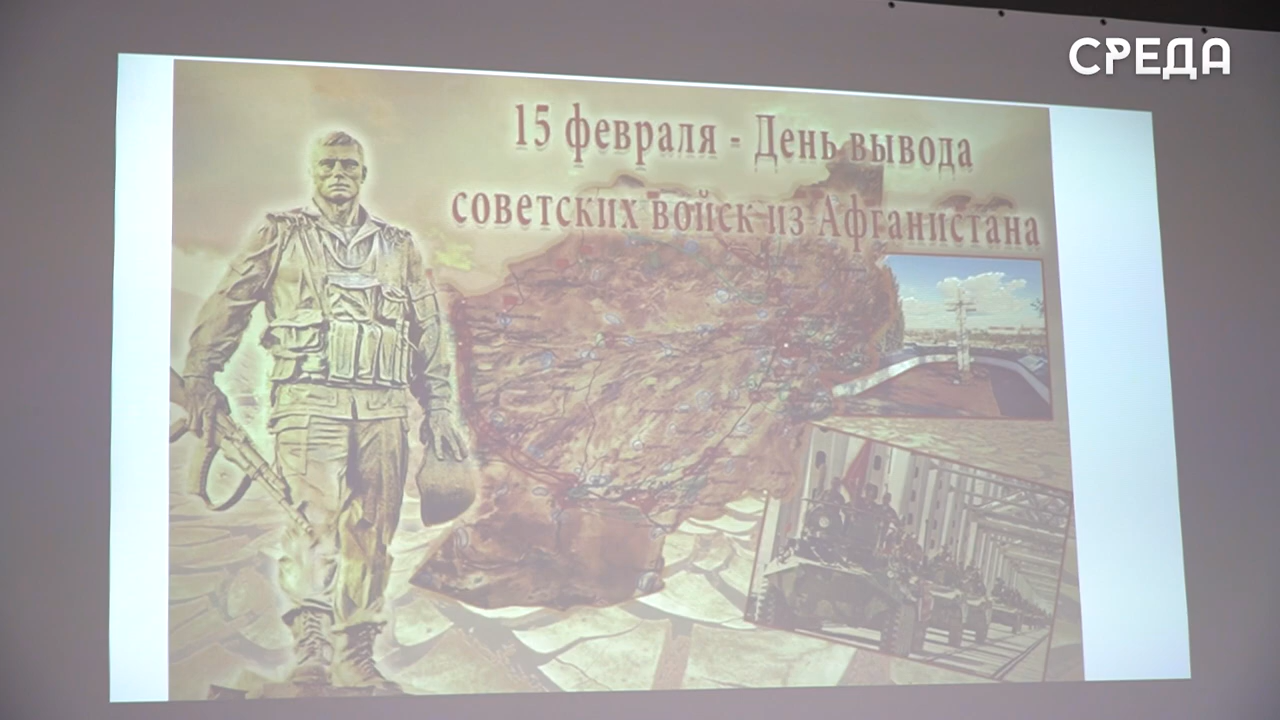 СРЕДА
15 февраля - День вывода
советских войск из Афганистана